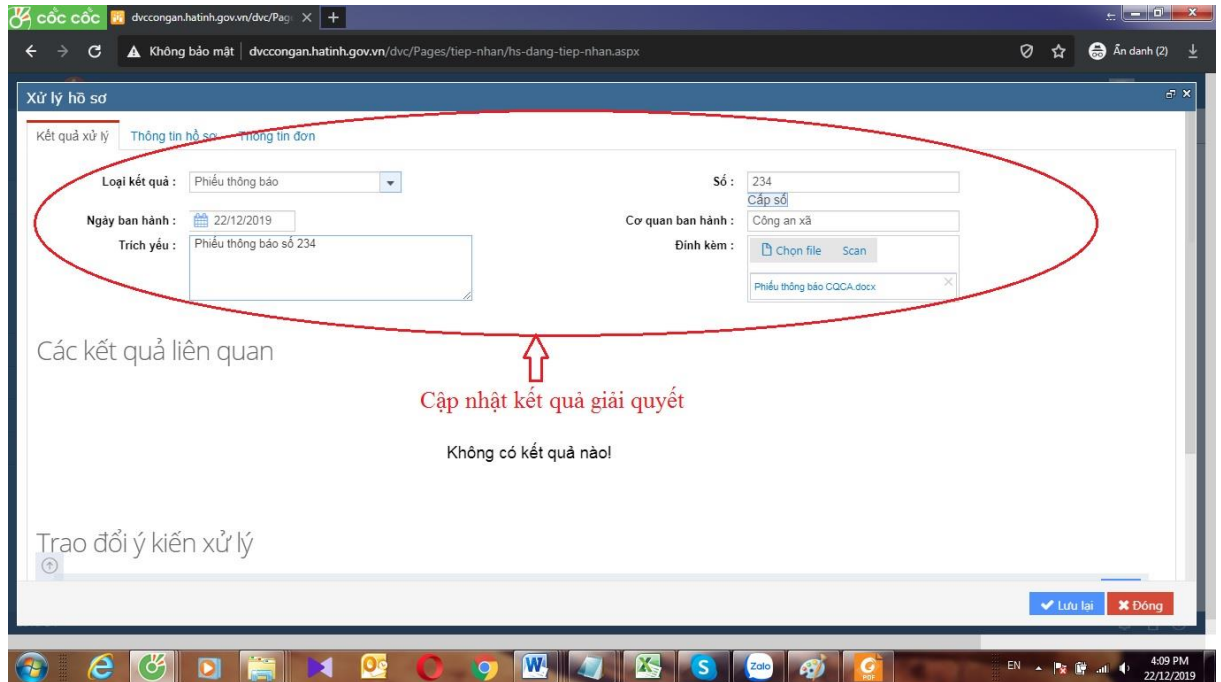 cốc cốc dvccongan.hatinh.gov.vn/dvc/Pag
Không bảo mật dvccongan.hatinh.gov.vn/dvc/Pages/tiep-nhan/hs-dang-tiep-nhan.aspx Ẩn danh (2)
Xử lý hồ sơ
Kết quả xử lý Thông tin hồ sơ Thông tin đơn
Loại kết quả : Phiếu thông báo Số : 234
Cấp số
Ngày ban hành : 22/12/2019 Cơ quan ban hành : Công an xã
Trích yếu : Phiếu thông báo số 234 Đính kèm : Chọn file Scan
Phiếu thông báo CQCA.docx
Các kết quả liên quan
Cập nhật kết quả giải quyết
Không có kết quả nào!
Trao đổi ý kiến xử lý
Lưu lại Đóng
Zalo
PDF
EN 4:09 PM
22/12/2019